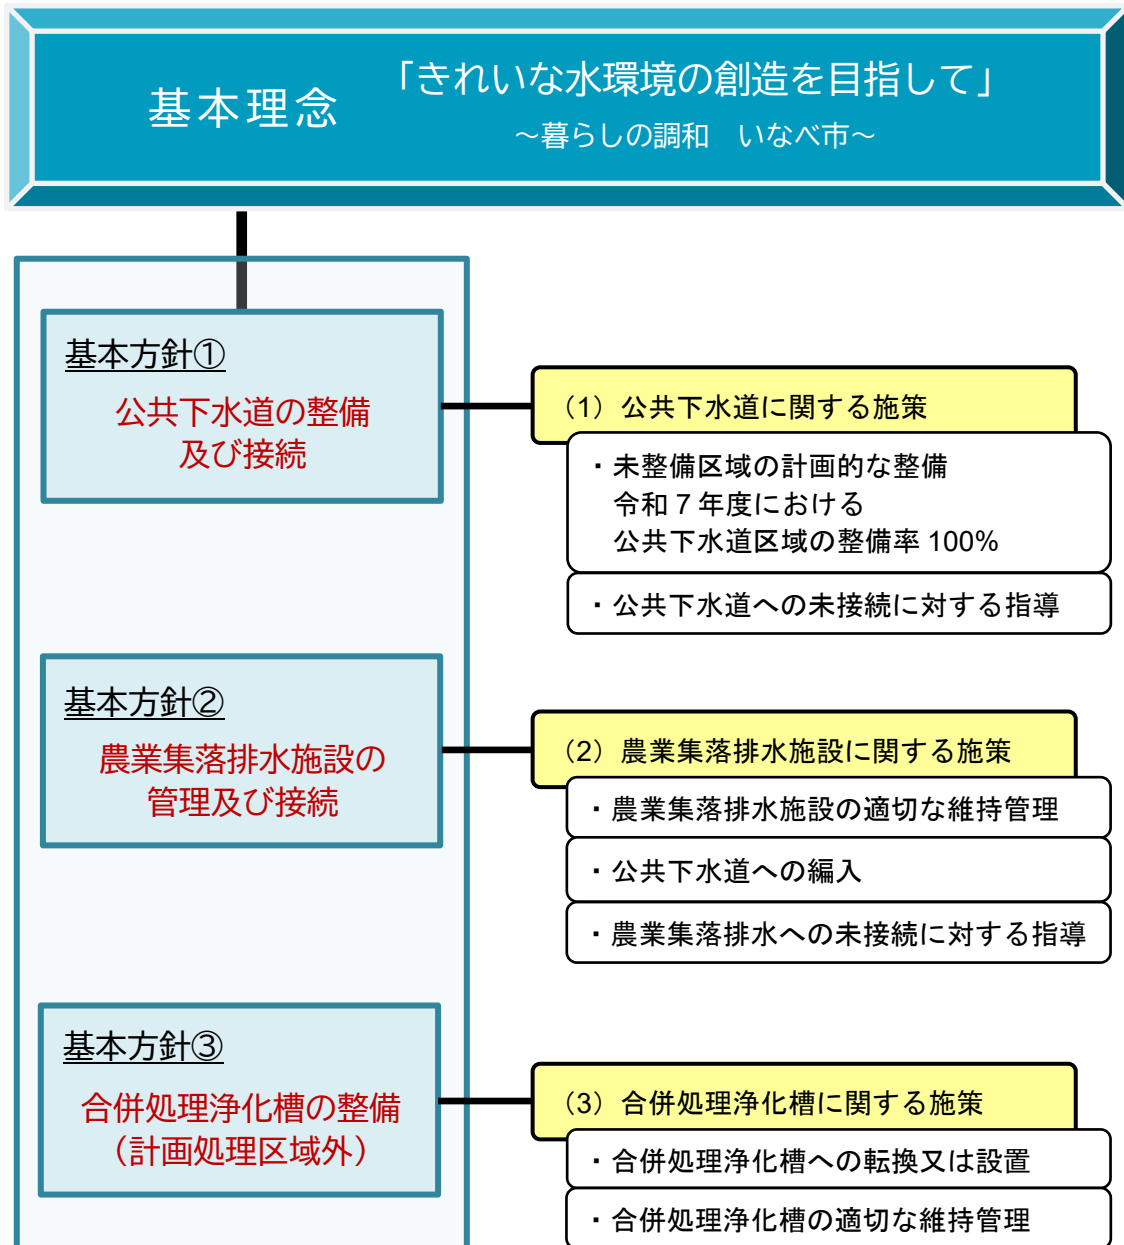 基本理念
「きれいな水環境の創造を目指して」
～暮らしの調和　いなべ市～
基本方針①
公共下水道の整備
及び接続
（1）公共下水道に関する施策
・未整備区域の計画的な整備
令和７年度における
公共下水道区域の整備率 100%
・公共下水道への未接続に対する指導
基本方針②
農業集落排水施設の
管理及び接続
（2）農業集落排水施設に関する施策
・農業集落排水施設の適切な維持管理
・公共下水道への編入
・農業集落排水への未接続に対する指導
基本方針③
合併処理浄化槽の整備
（計画処理区域外）
（3）合併処理浄化槽に関する施策
・合併処理浄化槽への転換又は設置
・合併処理浄化槽の適切な維持管理